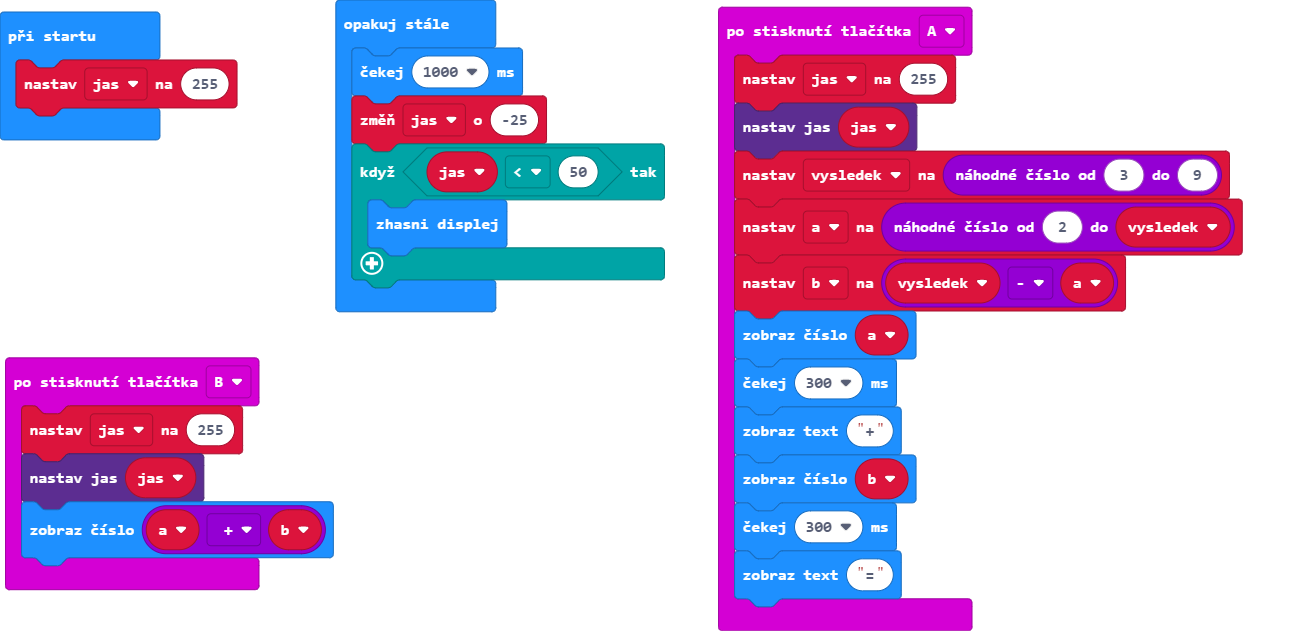 při startu
nastav jas na 255
opakuj stále
čekej 1000 ms
změň jas o -25
když jas < 50 tak
zhasni displej
po stisknutí tlačítka B
nastav jas na 255
nastav jas jas
zobraz číslo a + b
po stisknutí tlačítka A
nastav jas na 255
nastav jas jas
nastav vysledek na náhodné číslo od 3 do 9
nastav a na náhodné číslo od 2 do vysledek
nastav b na vysledek - a
zobraz číslo a
čekej 300 ms
zobraz text "+"
zobraz číslo b
čekej 300 ms
zobraz text "="